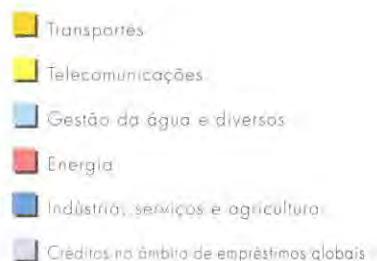 Transportes
Telecomunicações
Gestão da água e diversos
Energia
Indústria, serviços e agricultura
Créditos no âmbito de empréstimos globais